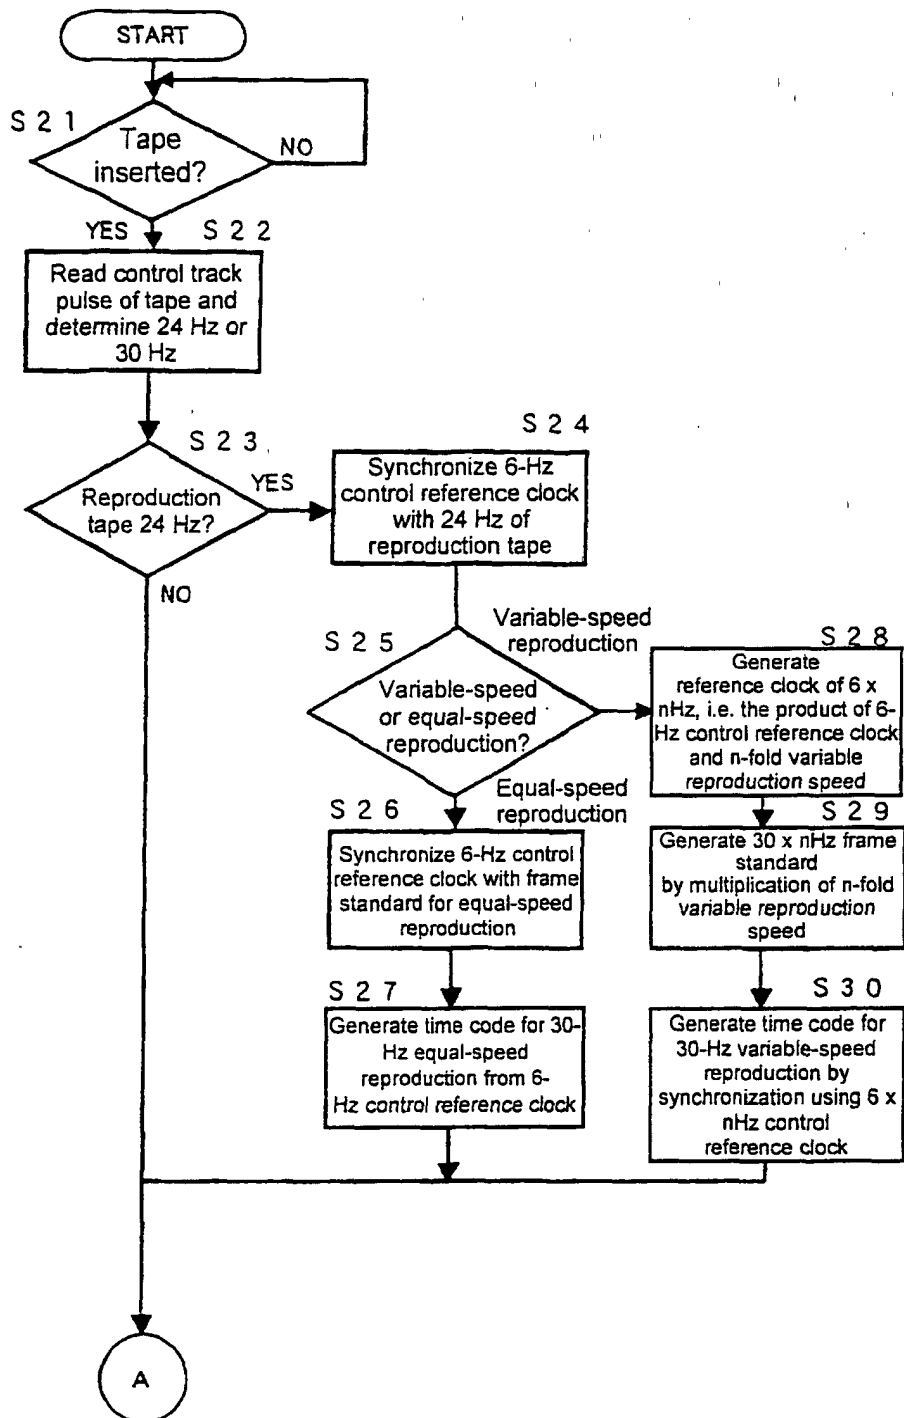 START
S 2 1
Tape
inserted?
NO
YES
S 2 2
Read control track
pulse of tape and
determine 24 Hz or
30 Hz
S 2 3
Reproduction
tape 24 Hz?
YES
NO
S 2 4
Synchronize 6-Hz
control reference clock
with 24 Hz of
reproduction tape
S 2 5
Variable-speed
or equal-speed
reproduction?
Variable-speed
reproduction
Equal-speed
reproduction
S 2 6
Synchronize 6-Hz control
reference clock with frame
standard for equal-speed
reproduction
S 2 7
Generate time code for 30-
Hz equal-speed
reproduction from 6-
Hz control reference clock
S 2 8
Generate
reference clock of 6 x
nHz, i.e. the product of 6-
Hz control reference clock
and n-fold variable
reproduction speed
S 2 9
Generate 30 x nHz frame
standard
by multiplication of n-fold
variable reproduction
speed
S 3 0
Generate time code for
30-Hz variable-speed
reproduction by
synchronization using 6 x
nHz control
reference clock
A